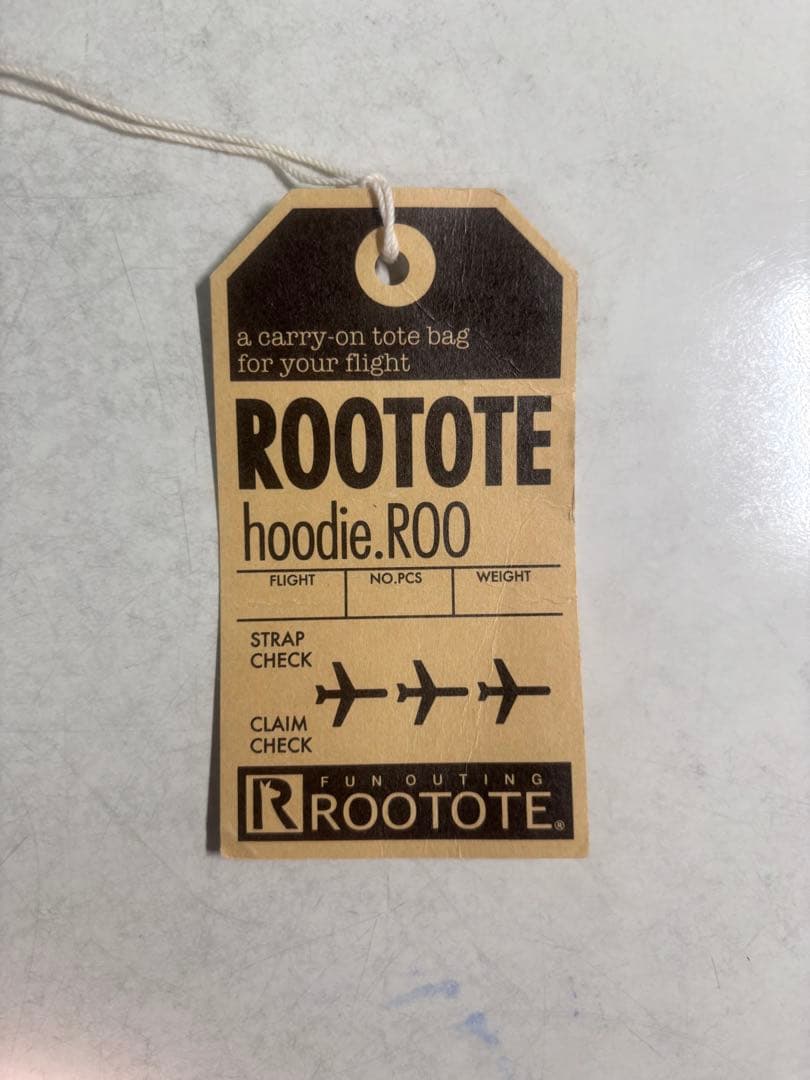 a carry-on tote bag
for your flight
ROOTOTE
hoodie.ROO
FLIGHT NO.PCS WEIGHT
STRAP
CHECK
CLAIM
CHECK
R FUN OUTING
ROOTOTE®